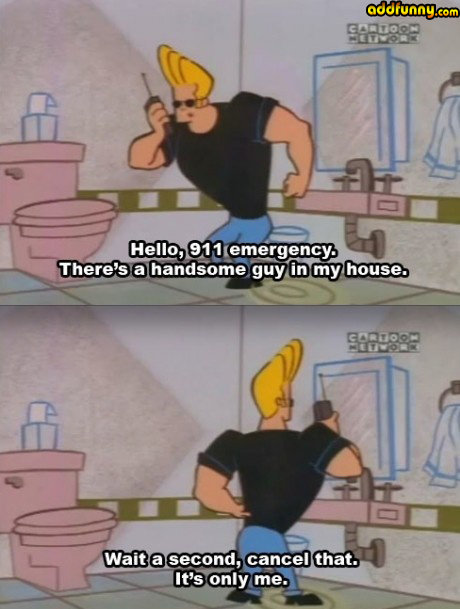 addfunny.com
CARTOON
NETWORK
Hello, 911 emergency.
There's a handsome guy in my house.
CARTOON
NETWORK
Wait a second, cancel that.
It's only me.